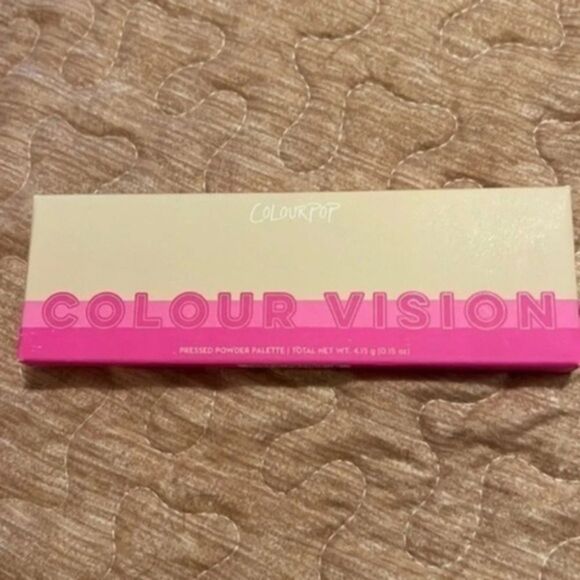 COLOURPOP
COLOUR VISION
PRESSED POWDER PALETTE | TOTAL NET WT. 4.15 g (0.15 oz)